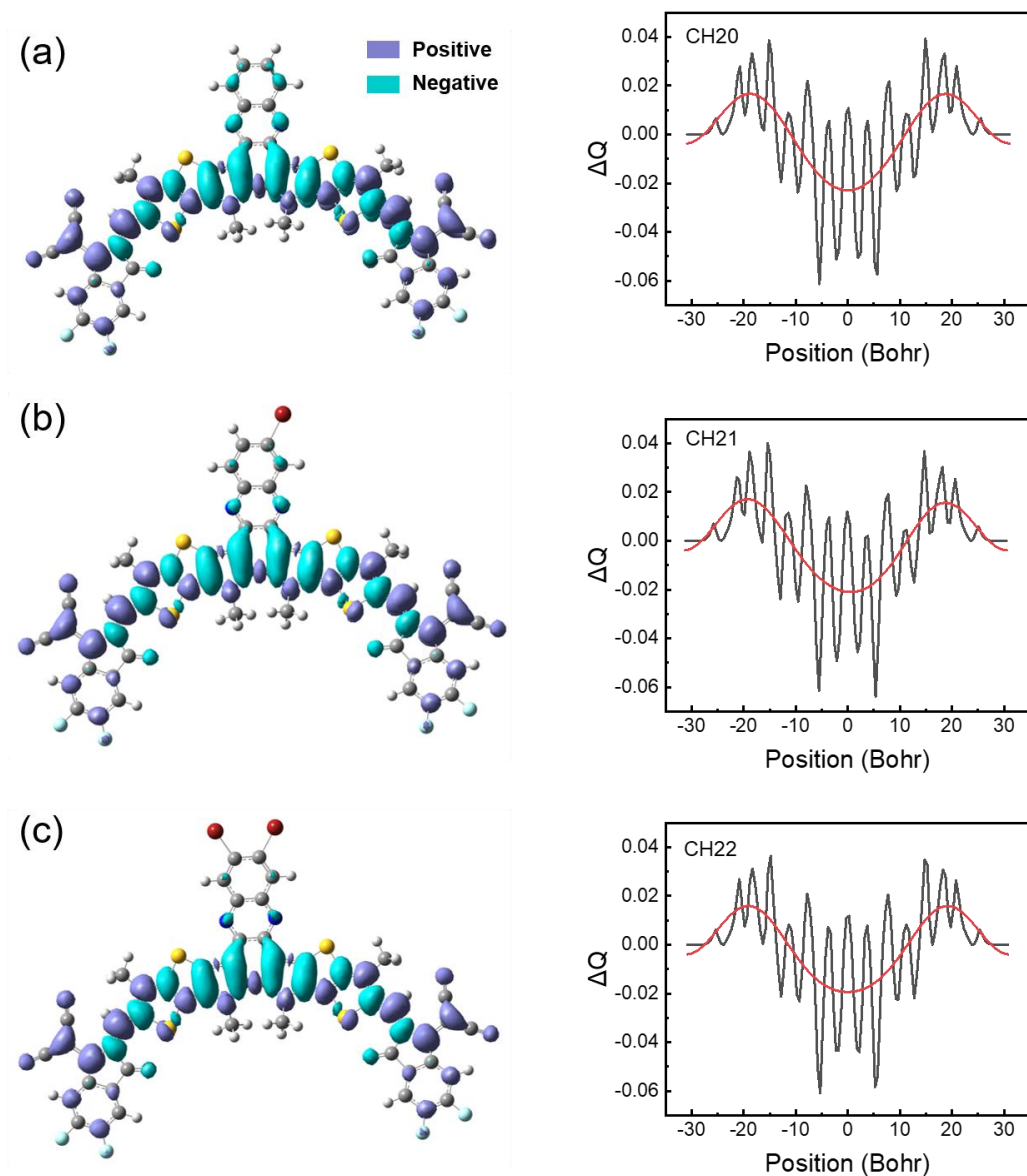 (a)
Positive
Negative
CH20
0.04
0.02
0.00
-0.02
-0.04
-0.06
ΔQ
-30 -20 -10 0 10 20 30
Position (Bohr)
(b)
CH21
0.04
0.02
0.00
-0.02
-0.04
-0.06
ΔQ
-30 -20 -10 0 10 20 30
Position (Bohr)
(c)
CH22
0.04
0.02
0.00
-0.02
-0.04
-0.06
ΔQ
-30 -20 -10 0 10 20 30
Position (Bohr)